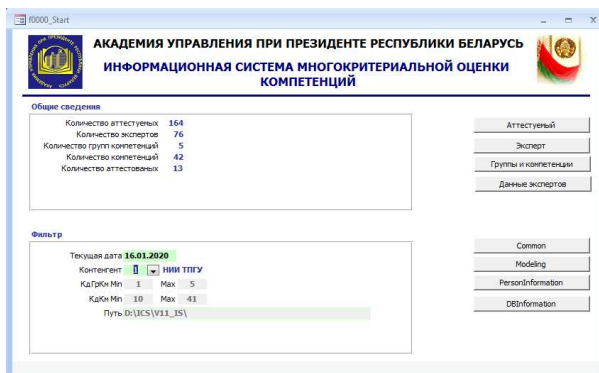 f0000_Start
АКАДЕМИЯ УПРАВЛЕНИЯ ПРИ ПРЕЗИДЕНТЕ РЕСПУБЛИКИ БЕЛАРУСЬ
ИНФОРМАЦИОННАЯ СИСТЕМА МНОГОКРИТЕРИАЛЬНОЙ ОЦЕНКИ
КОМПЕТЕНЦИЙ
Общие сведения
Количество аттестуемых 164
Количество экспертов 76
Количество групп компетенций 5
Количество компетенций 42
Количество аттестованых 13
Аттестуемый
Эксперт
Группы и компетенции
Данные экспертов
Фильтр
Текущая дата 16.01.2020
Контенгент 1 НИИ ТПГУ
КдГрКн Min 1 Max 5
КдКн Min 10 Max 41
Путь D:\ICS\V11_IS\
Common
Modeling
PersonInformation
DBInformation